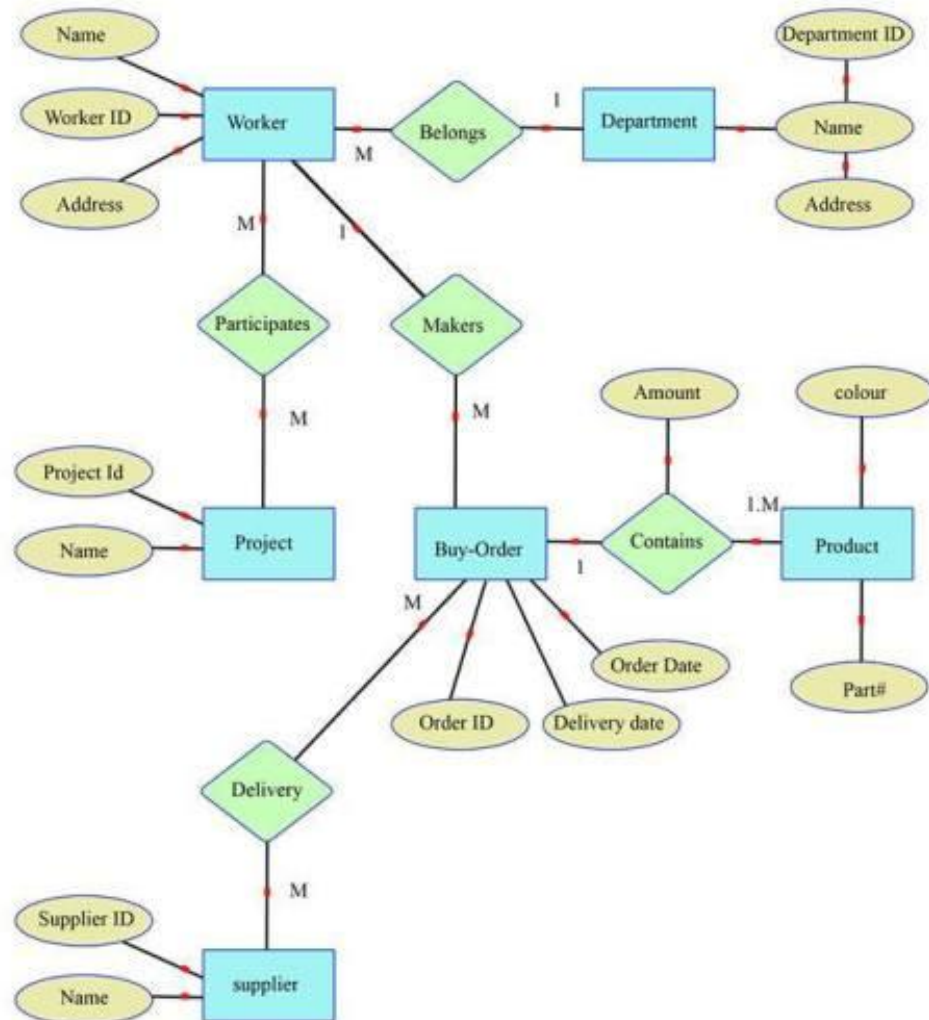 Name
Department ID
Worker ID
Worker
Belongs
1
Department
Name
M
Address
Address
M
1
Participates
Makers
Amount
colour
M
M
Project Id
1.M
Name
Project
Buy-Order
Contains
Product
1
M
Order Date
Part#
Order ID
Delivery date
Delivery
M
Supplier ID
supplier
Name